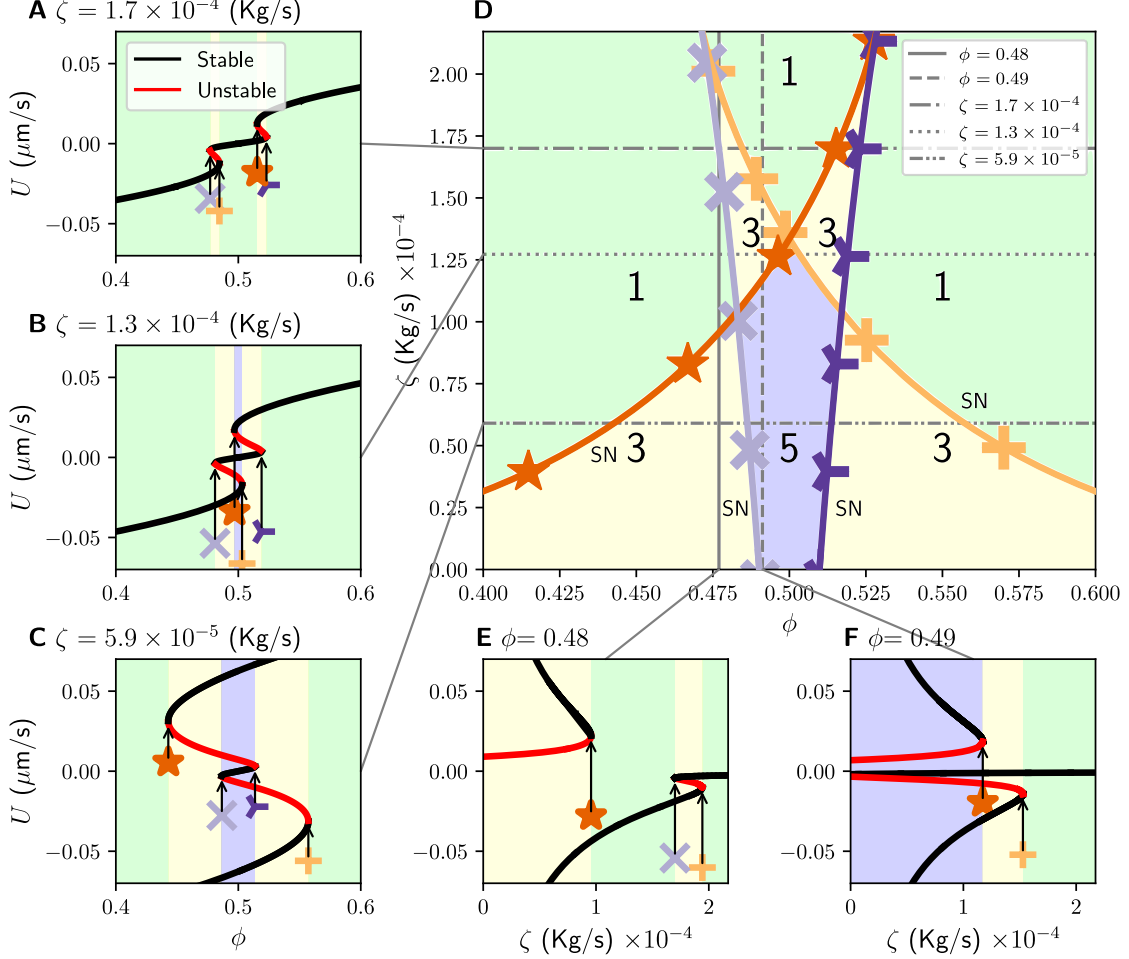 A ζ = 1.7 × 10⁻⁴ (Kg/s)
0.05
0.00
−0.05
U (μm/s)
Stable
Unstable
0.4 0.5 0.6
B ζ = 1.3 × 10⁻⁴ (Kg/s)
0.05
0.00
−0.05
U (μm/s)
0.4 0.5 0.6
C ζ = 5.9 × 10⁻⁵ (Kg/s)
0.05
0.00
−0.05
U (μm/s)
0.4 0.5 0.6
ϕ
D
2.00
1.75
1.50
1.25
1.00
0.75
0.50
0.25
0.00
ζ (Kg/s) ×10⁻⁴
ϕ = 0.48
ϕ = 0.49
ζ = 1.7 × 10⁻⁴
ζ = 1.3 × 10⁻⁴
ζ = 5.9 × 10⁻⁵
1
3 3
1 1
SN
3 5 3
SN
SN SN
0.400 0.425 0.450 0.475 0.500 0.525 0.550 0.575 0.600
ϕ
E ϕ= 0.48
0.05
0.00
−0.05
0 1 2
ζ (Kg/s) ×10⁻⁴
F ϕ= 0.49
0.05
0.00
−0.05
0 1 2
ζ (Kg/s) ×10⁻⁴